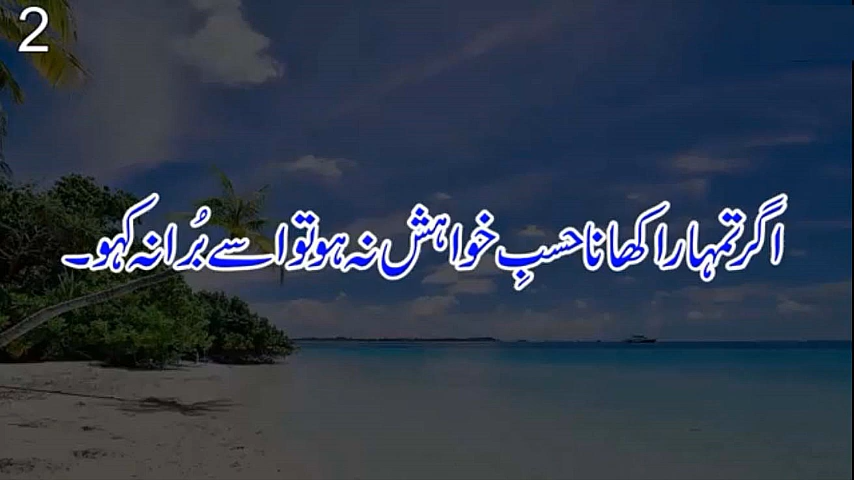 2
اگر تمہارا کھانا حسبِ خواہش نہ ہو تو اسے بُرا نہ کہو۔